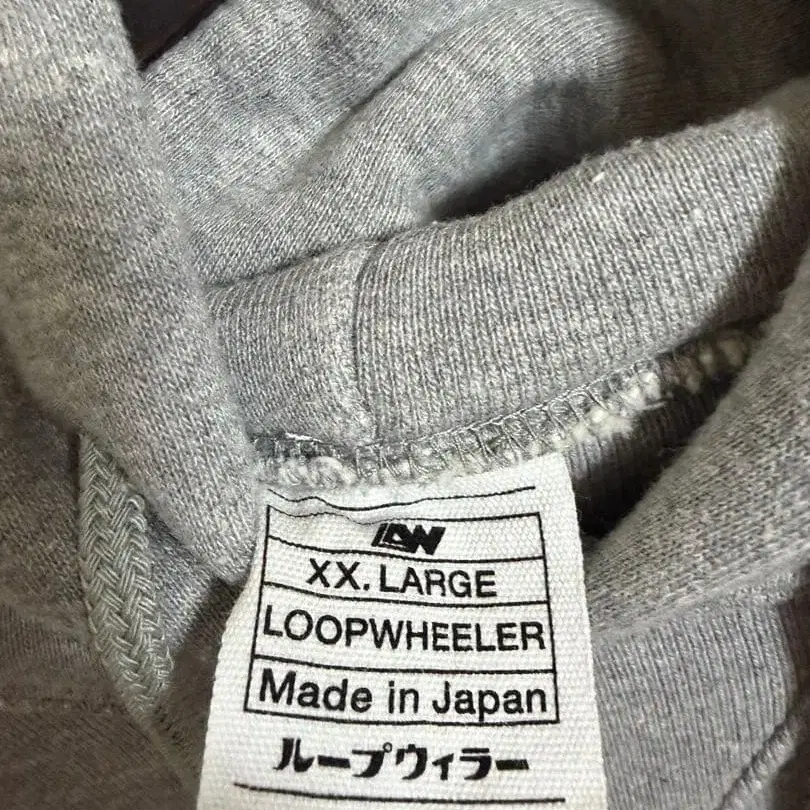 LW
XX. LARGE
LOOPWHEELER
Made in Japan
ループウィラー